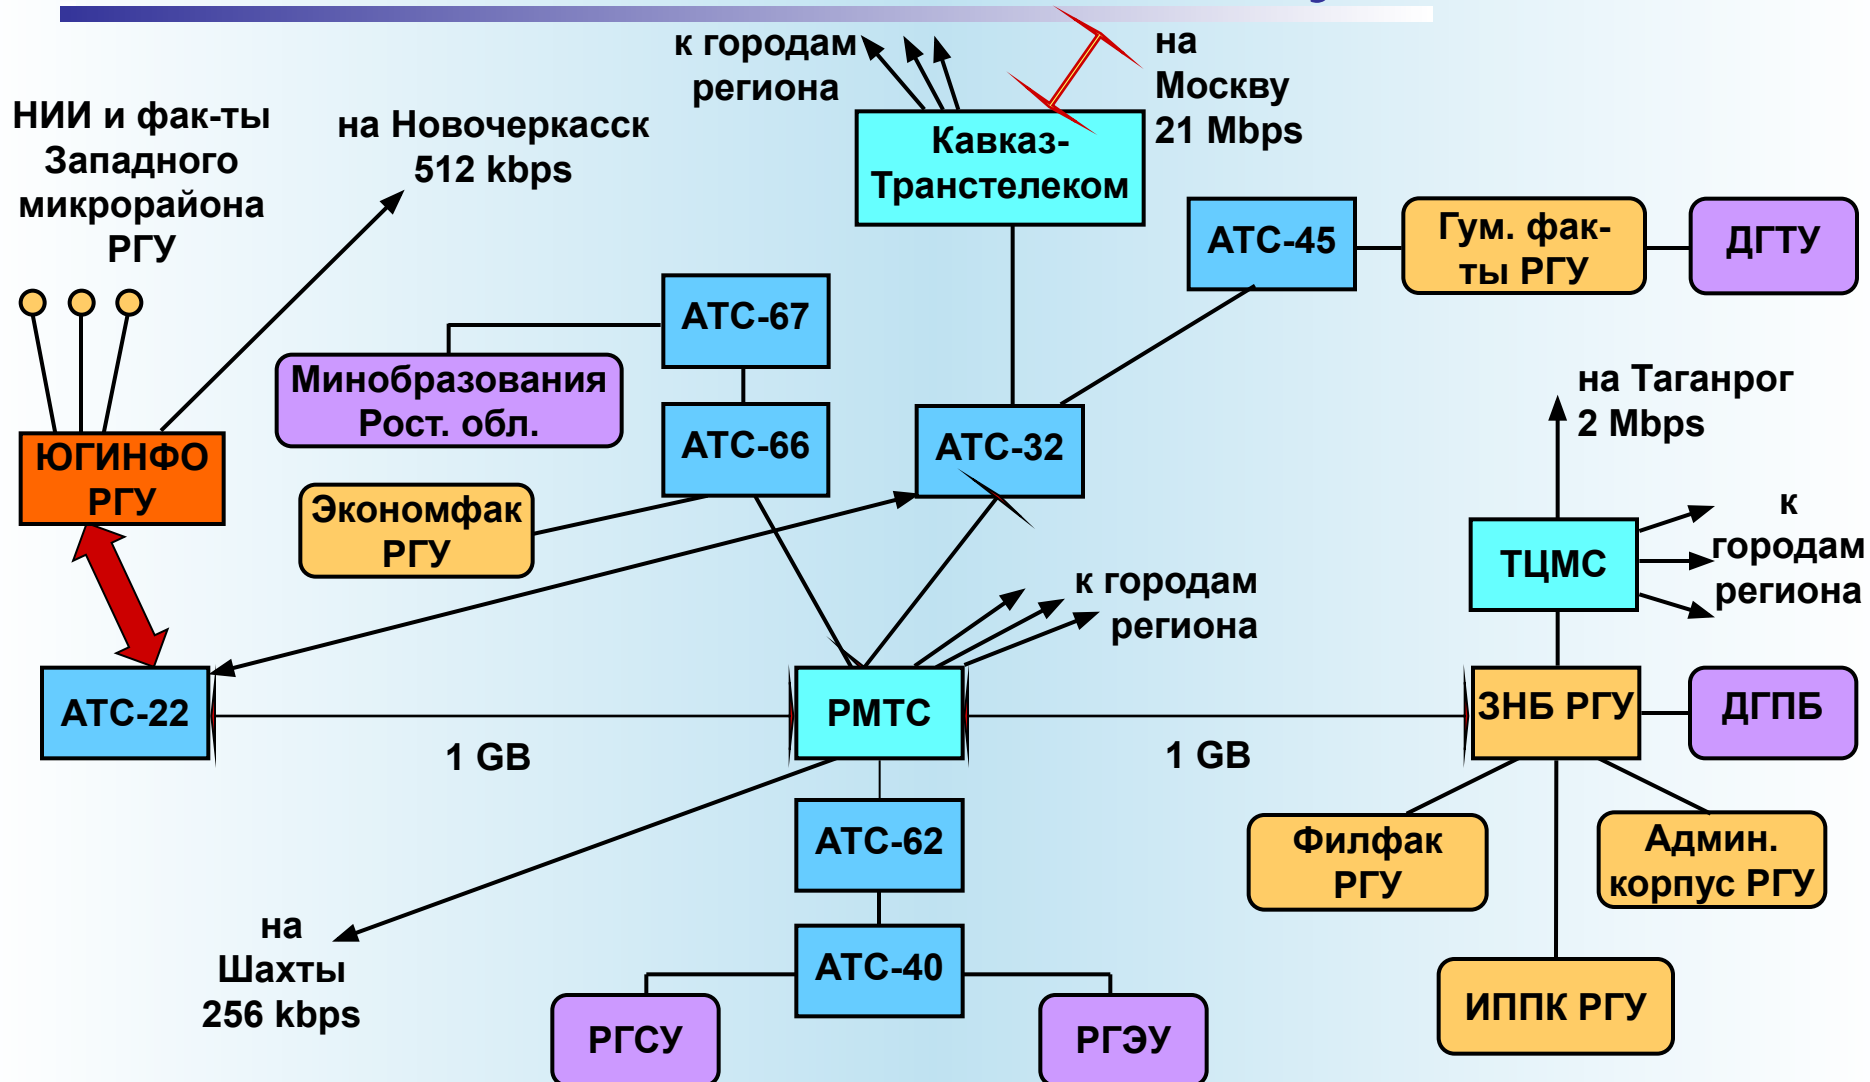 к городам
региона
на
Москву
21 Mbps
НИИ и фак-ты
Западного
микрорайона
РГУ
на Новочеркасск
512 kbps
Кавказ-
Транстелеком
АТС-45
Гум. фак-
ты РГУ
ДГТУ
АТС-67
Минобразования
Рост. обл.
на Таганрог
2 Mbps
ЮГИНФО
РГУ
АТС-66
АТС-32
Экономфак
РГУ
к
городам
региона
ТЦМС
к городам
региона
АТС-22
РМТС
ЗНБ РГУ
ДГПБ
1 GB
1 GB
АТС-62
Филфак
РГУ
Админ.
корпус РГУ
на
Шахты
256 kbps
АТС-40
ИППК РГУ
РГСУ
РГЭУ